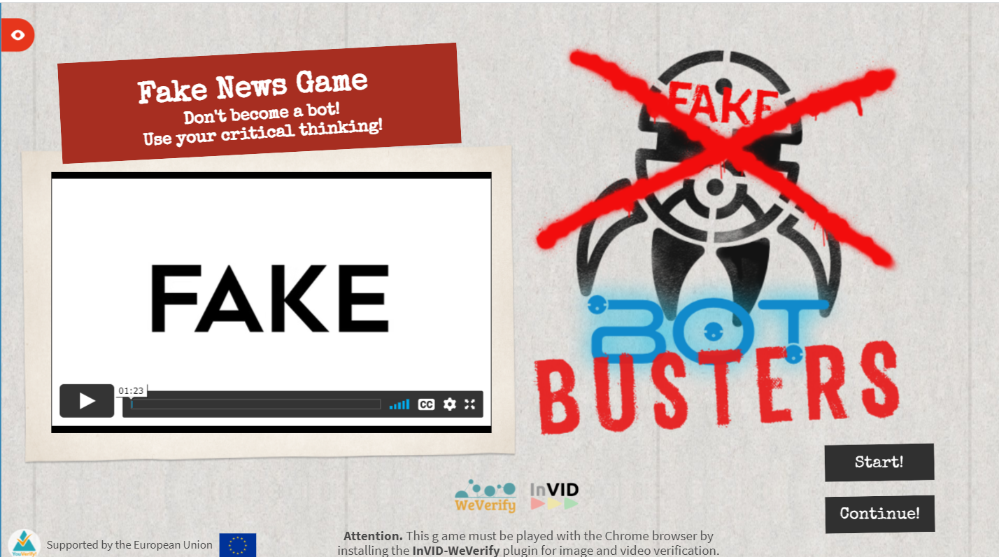 Fake News Game
Don't become a bot!
Use your critical thinking!
FAKE
01:23
CC
FAKE
BOT
BUSTERS
Start!
Continue!
WeVerify
InVID
YouVerify!
Supported by the European Union
Attention. This g ame must be played with the Chrome browser by
installing the InVID-WeVerify plugin for image and video verification.